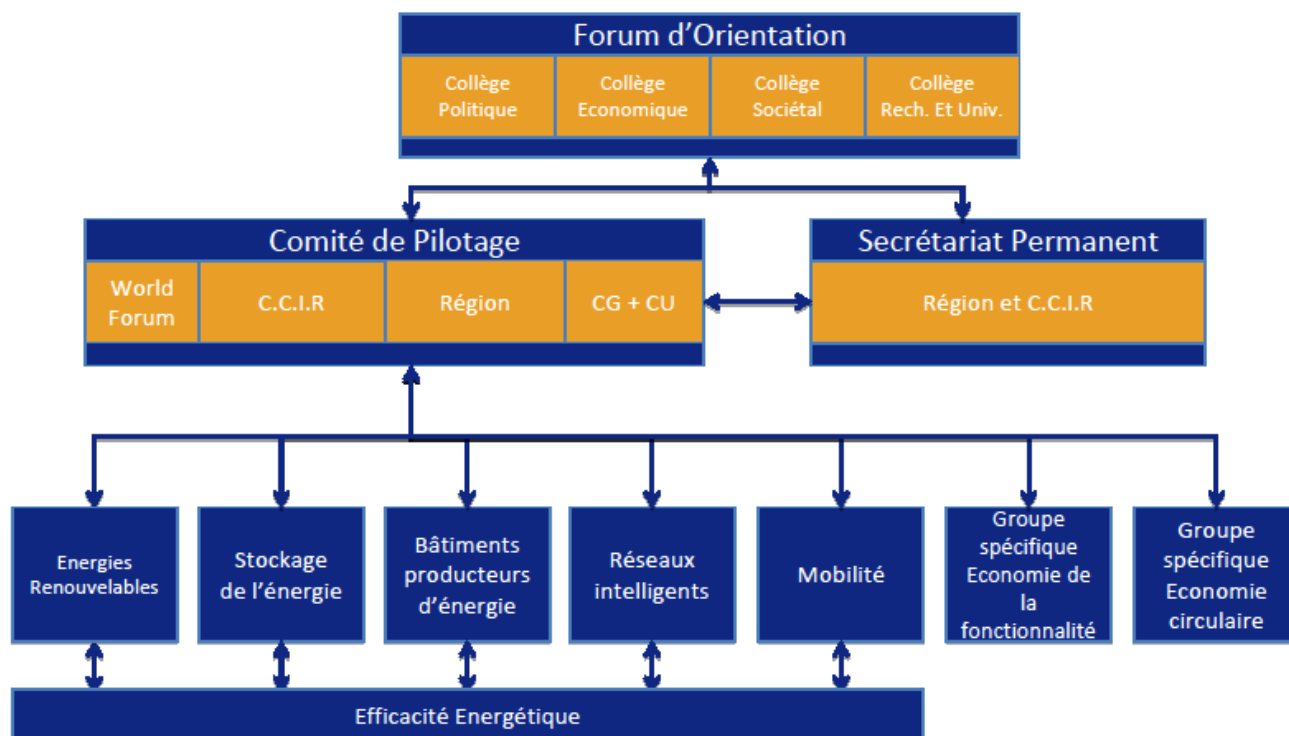 Forum d’Orientation
Collège
Politique
Collège
Economique
Collège
Sociétal
Collège
Rech. Et Univ.
Comité de Pilotage
World
Forum
C.C.I.R
Région
CG + CU
Secrétariat Permanent
Région et C.C.I.R
Energies
Renouvelables
Stockage
de l’énergie
Bâtiments
producteurs
d’énergie
Réseaux
intelligents
Mobilité
Groupe
spécifique
Economie de
la
fonctionnalité
Groupe
spécifique
Economie
circulaire
Efficacité Energétique